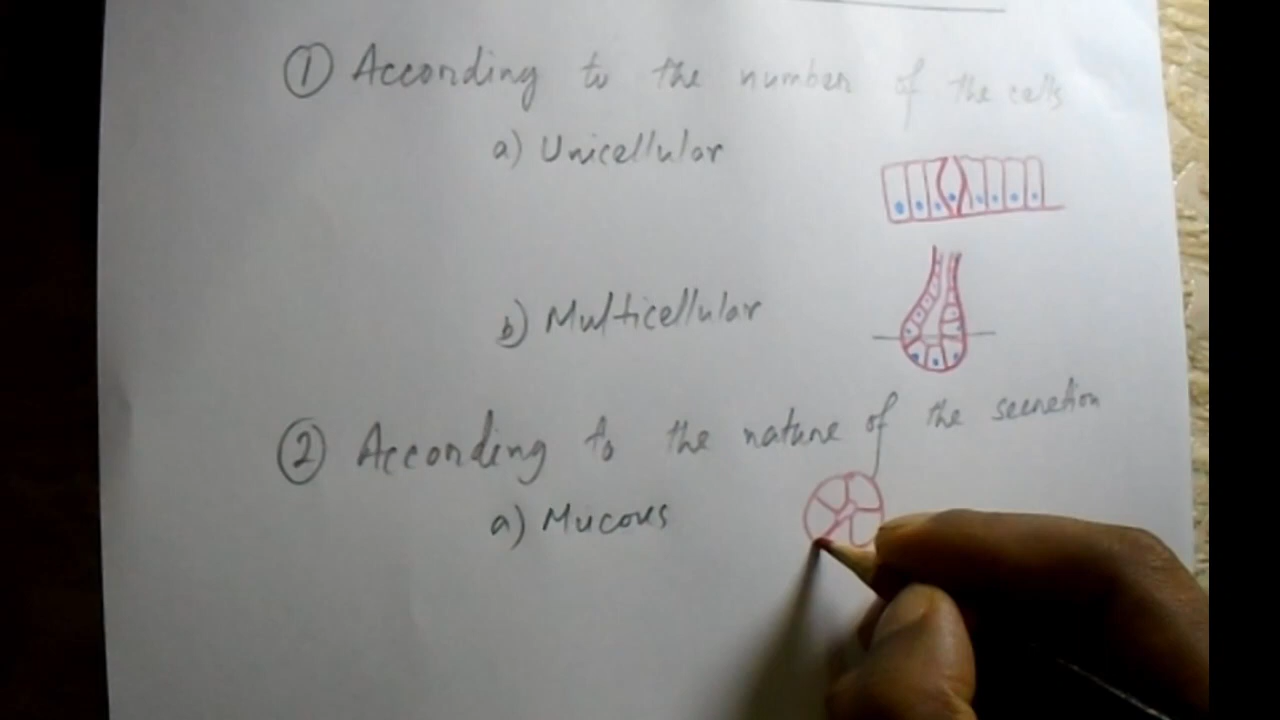 ① According to the number of the cells
a) Unicellular
b) Multicellular
② According to the nature of the secretion
a) Mucous